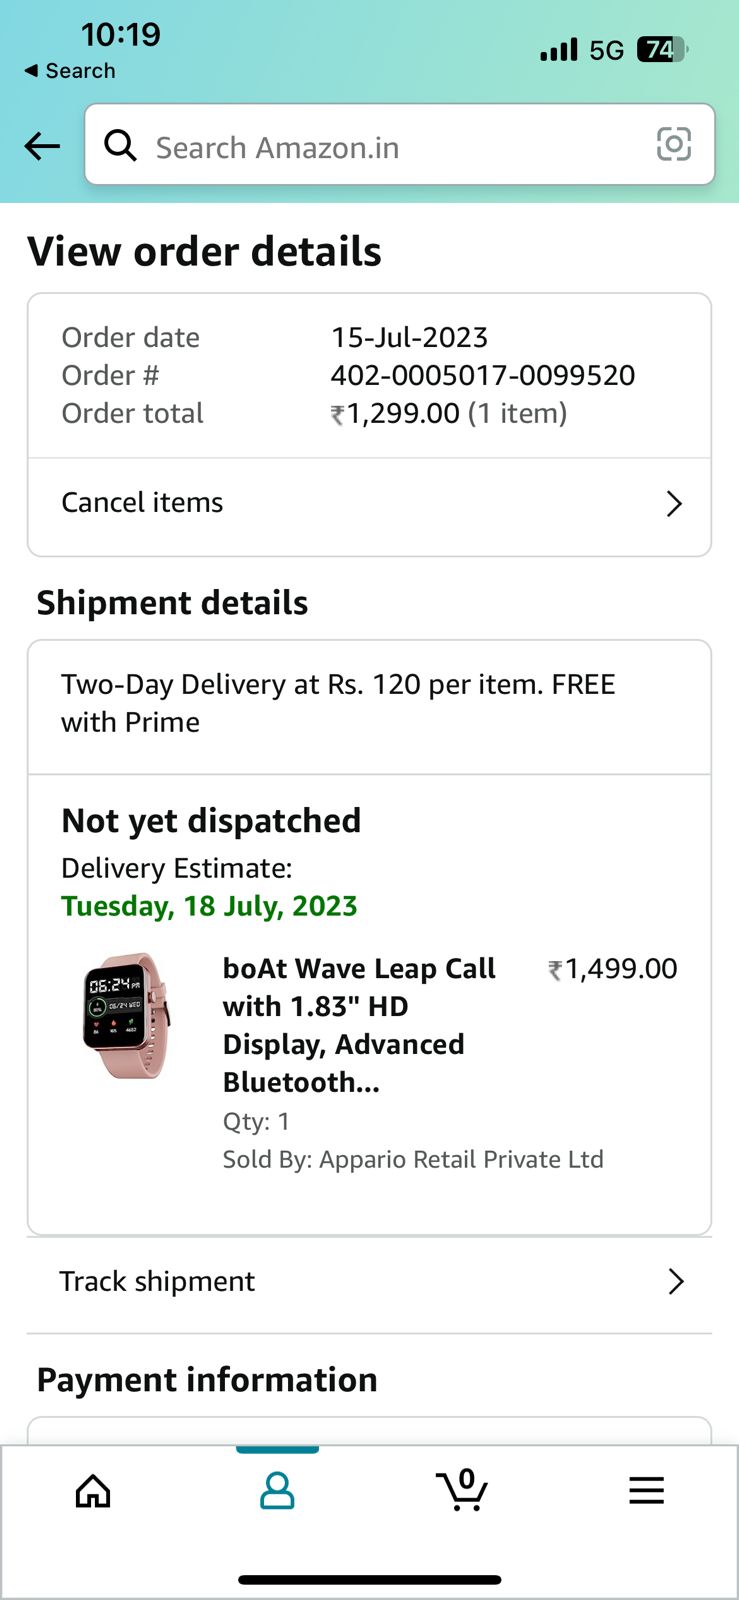 10:19
5G 74
◀ Search
Search Amazon.in
View order details
Order date 15-Jul-2023
Order # 402-0005017-0099520
Order total ₹1,299.00 (1 item)
Cancel items
Shipment details
Two-Day Delivery at Rs. 120 per item. FREE
with Prime
Not yet dispatched
Delivery Estimate:
Tuesday, 18 July, 2023
boAt Wave Leap Call ₹1,499.00
with 1.83" HD
Display, Advanced
Bluetooth...
Qty: 1
Sold By: Appario Retail Private Ltd
06:24 PM
06/24 WED
Track shipment
Payment information
0